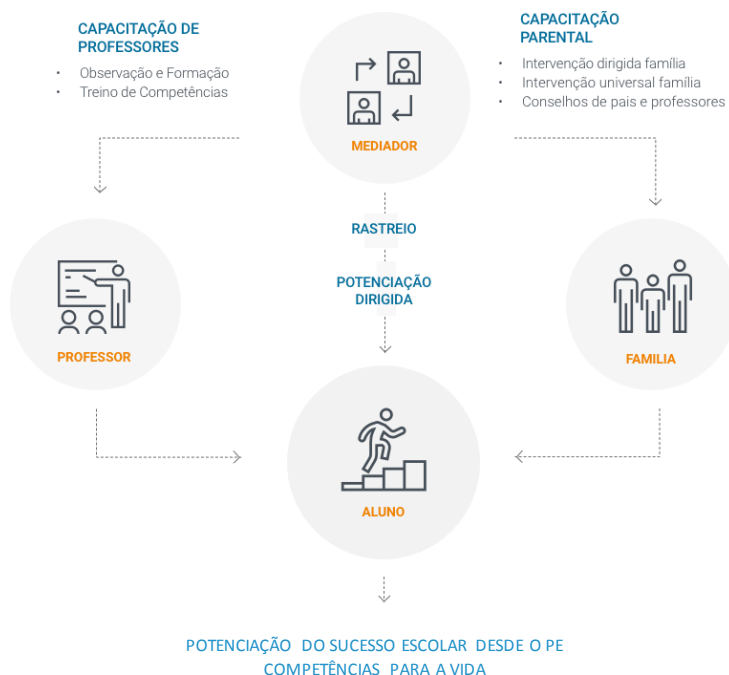 CAPACITAÇÃO DE
PROFESSORES
• Observação e Formação
• Treino de Competências
CAPACITAÇÃO
PARENTAL
• Intervenção dirigida família
• Intervenção universal família
• Conselhos de pais e professores
MEDIADOR
RASTREIO
POTENCIAÇÃO
DIRIGIDA
PROFESSOR
FAMILIA
ALUNO
POTENCIAÇÃO DO SUCESSO ESCOLAR DESDE O PE
COMPETÊNCIAS PARA A VIDA